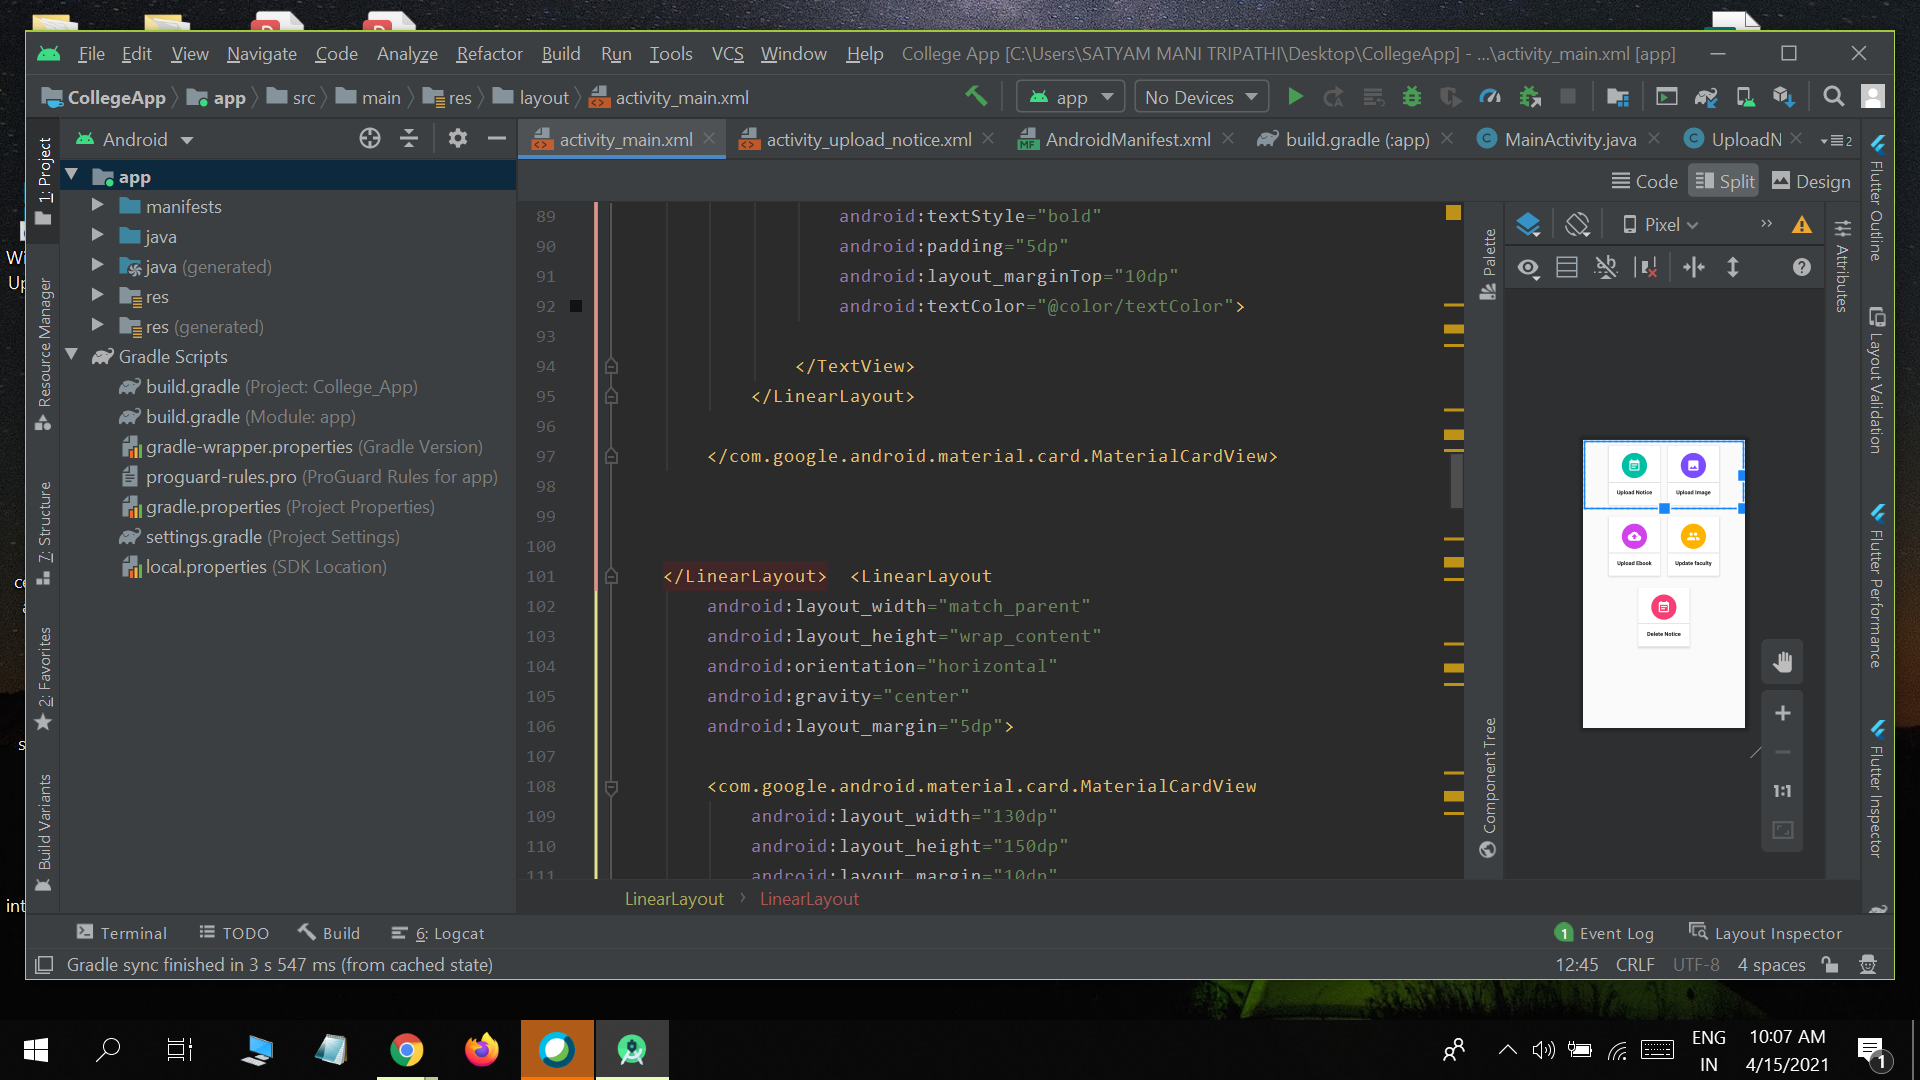 File Edit View Navigate Code Analyze Refactor Build Run Tools VCS Window Help College App [C:\Users\SATYAM MANI TRIPATHI\Desktop\CollegeApp] - ...\activity_main.xml [app]
CollegeApp app src main res layout activity_main.xml app No Devices
Android
activity_main.xml activity_upload_notice.xml AndroidManifest.xml build.gradle (:app) MainActivity.java UploadN 2
Code Split Design
Pixel
1: Project
Resource Manager
7: Structure
2: Favorites
Build Variants
app
manifests
java
java (generated)
res
res (generated)
Gradle Scripts
build.gradle (Project: College_App)
build.gradle (Module: app)
gradle-wrapper.properties (Gradle Version)
proguard-rules.pro (ProGuard Rules for app)
gradle.properties (Project Properties)
settings.gradle (Project Settings)
local.properties (SDK Location)
89 android:textStyle="bold"
90 android:padding="5dp"
91 android:layout_marginTop="10dp"
92 android:textColor="@color/textColor">
93
94 </TextView>
95 </LinearLayout>
96
97 </com.google.android.material.card.MaterialCardView>
98
99
100
101 </LinearLayout> <LinearLayout
102 android:layout_width="match_parent"
103 android:layout_height="wrap_content"
104 android:orientation="horizontal"
105 android:gravity="center"
106 android:layout_margin="5dp">
107
108 <com.google.android.material.card.MaterialCardView
109 android:layout_width="130dp"
110 android:layout_height="150dp"
111 android:layout_margin="10dp"
LinearLayout LinearLayout
Palette
Component Tree
Upload Notice Upload Image
Upload Ebook Update faculty
Delete Notice
1:1
Attributes
Flutter Outline
Layout Validation
Flutter Performance
Flutter Inspector
Terminal TODO Build 6: Logcat 1 Event Log Layout Inspector
Gradle sync finished in 3 s 547 ms (from cached state) 12:45 CRLF UTF-8 4 spaces
Wi
Up
ce
s
int
ENG
IN
10:07 AM
4/15/2021
1